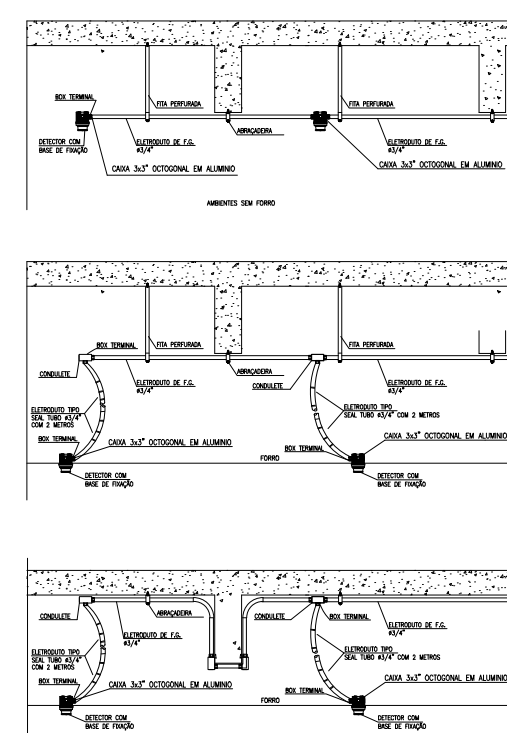 BOX TERMINAL
FITA PERFURADA
FITA PERFURADA
ABRAÇADEIRA
DETECTOR COM
BASE DE FIXAÇÃO
ELETRODUTO DE F.G.
ø3/4"
ELETRODUTO DE F.G.
ø3/4"
CAIXA 3x3" OCTOGONAL EM ALUMINIO
CAIXA 3x3" OCTOGONAL EM ALUMINIO
AMBIENTES SEM FORRO
BOX TERMINAL
FITA PERFURADA
FITA PERFURADA
CONDULETE
ABRAÇADEIRA
CONDULETE
ELETRODUTO DE F.G.
ø3/4"
ELETRODUTO DE F.G.
ø3/4"
ELETRODUTO TIPO
SEAL TUBO ø3/4"
COM 2 METROS
ELETRODUTO TIPO
SEAL TUBO ø3/4" COM 2 METROS
BOX TERMINAL
CAIXA 3x3" OCTOGONAL EM ALUMINIO
BOX TERMINAL
CAIXA 3x3" OCTOGONAL EM ALUMINIO
FORRO
DETECTOR COM
BASE DE FIXAÇÃO
DETECTOR COM
BASE DE FIXAÇÃO
CONDULETE
ABRAÇADEIRA
CONDULETE
BOX TERMINAL
ELETRODUTO DE F.G.
ø3/4"
ELETRODUTO DE F.G.
ø3/4"
ELETRODUTO TIPO
SEAL TUBO ø3/4"
COM 2 METROS
ELETRODUTO TIPO
SEAL TUBO ø3/4" COM 2 METROS
BOX TERMINAL
CAIXA 3x3" OCTOGONAL EM ALUMINIO
BOX TERMINAL
CAIXA 3x3" OCTOGONAL EM ALUMINIO
FORRO
DETECTOR COM
BASE DE FIXAÇÃO
DETECTOR COM
BASE DE FIXAÇÃO